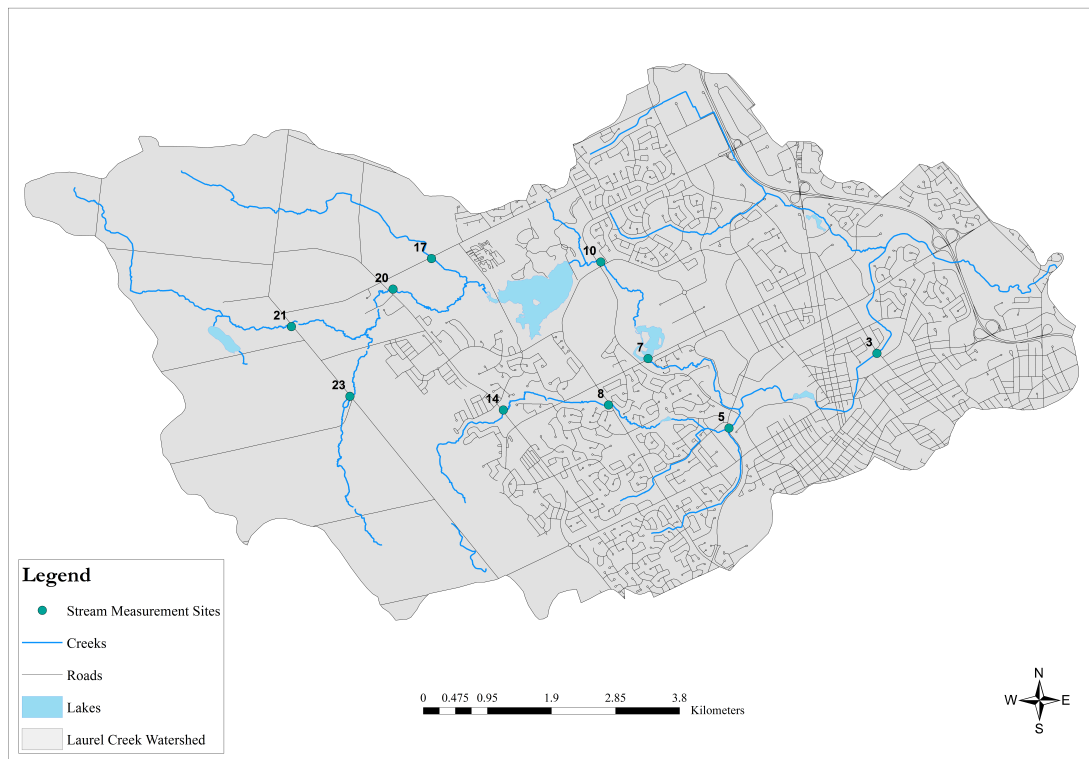 17
10
20
21
3
7
23
8
14
5
Legend
Stream Measurement Sites
Creeks
Roads
Lakes
Laurel Creek Watershed
0 0.475 0.95 1.9 2.85 3.8
Kilometers
N
W E
S